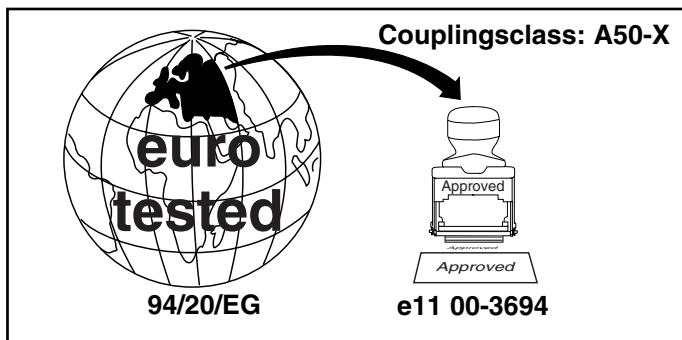 Couplingsclass: A50-X
euro
tested
Approved
Approved
Approved
94/20/EG
e11 00-3694